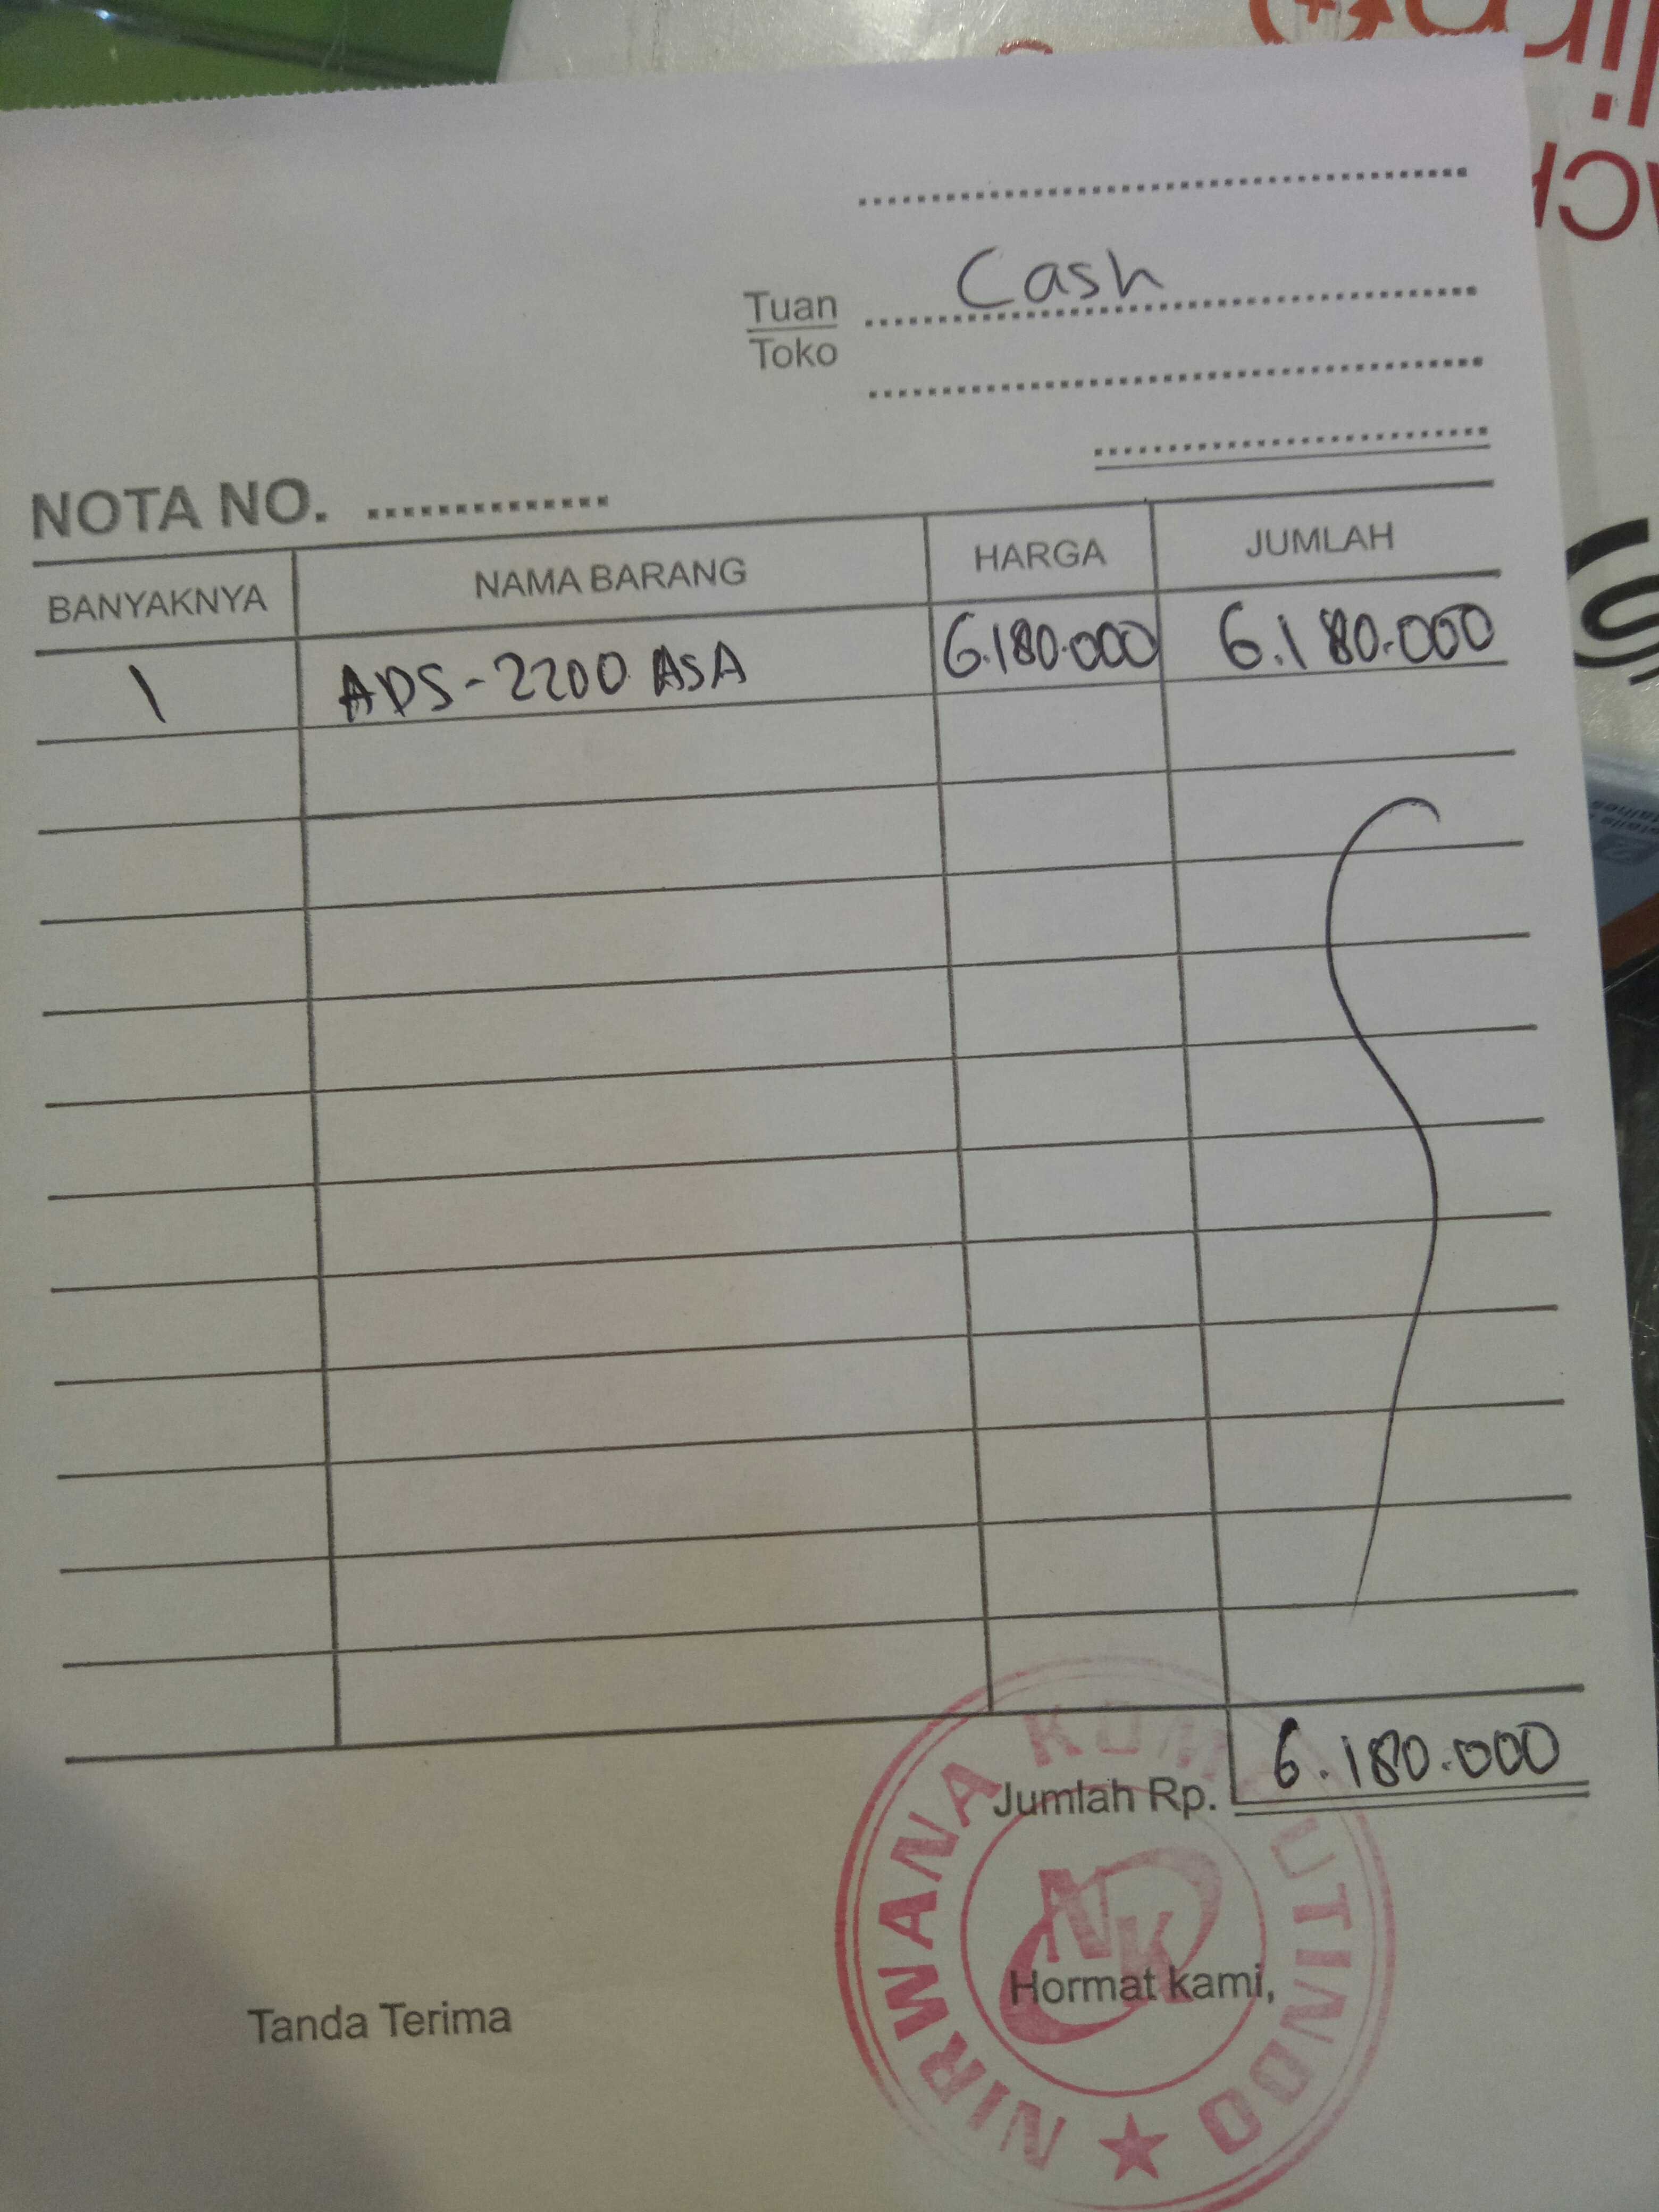 Cash
Tuan
Toko
NOTA NO. ..............
BANYAKNYA NAMA BARANG HARGA JUMLAH
1 ADS-2200 ASA 6.180.000 6.180.000
Jumlah Rp. 6.180.000
Tanda Terima Hormat kami,
NIRWANA KOMPUTINDO
NK